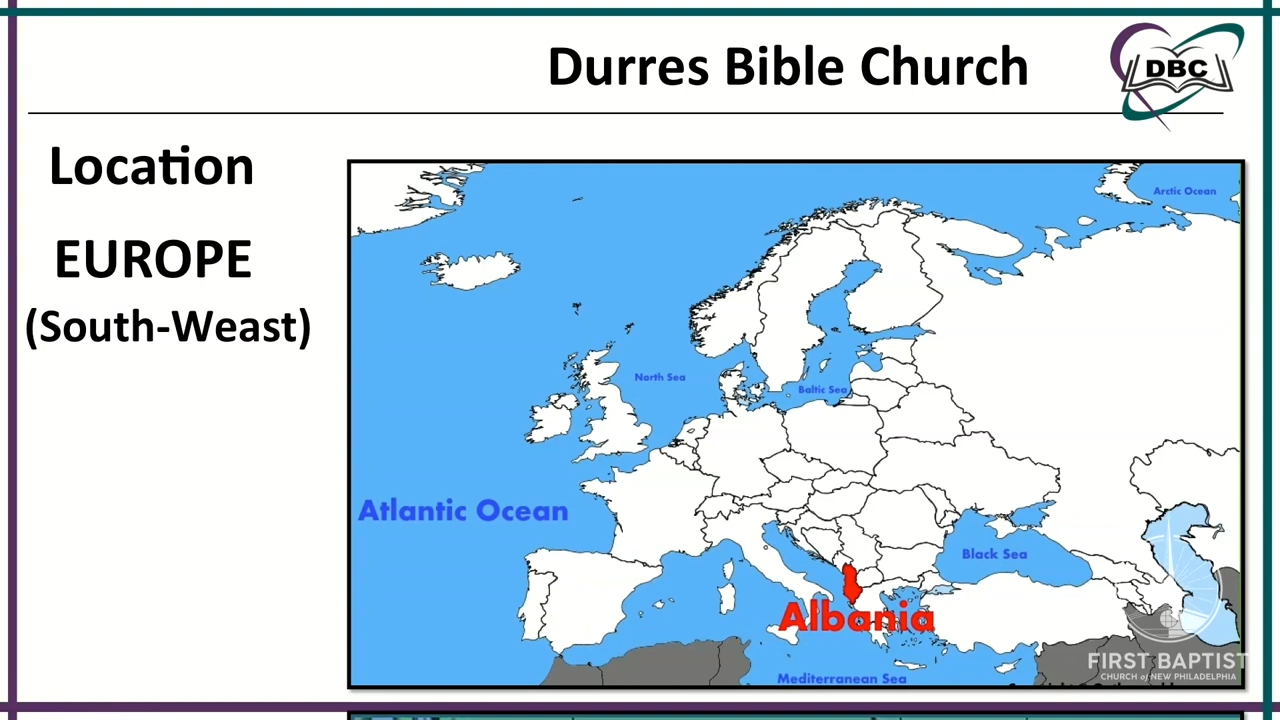 Durres Bible Church
DBC
Location
EUROPE
(South-Weast)
Arctic Ocean
North Sea
Baltic Sea
Atlantic Ocean
Black Sea
Albania
Mediterranean Sea
FIRST BAPTIST
CHURCH of NEW PHILADELPHIA